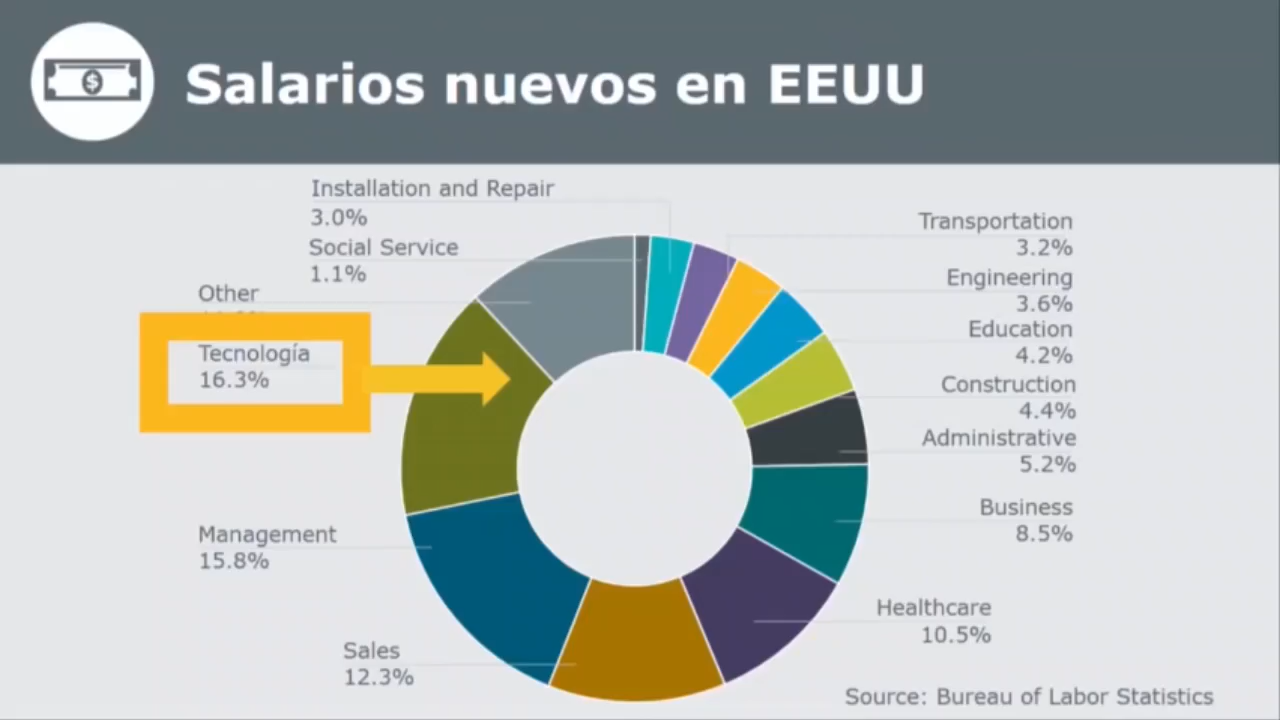 $
Salarios nuevos en EEUU
Installation and Repair
3.0%
Social Service
1.1%
Other
Tecnología
16.3%
Management
15.8%
Sales
12.3%
Transportation
3.2%
Engineering
3.6%
Education
4.2%
Construction
4.4%
Administrative
5.2%
Business
8.5%
Healthcare
10.5%
Source: Bureau of Labor Statistics